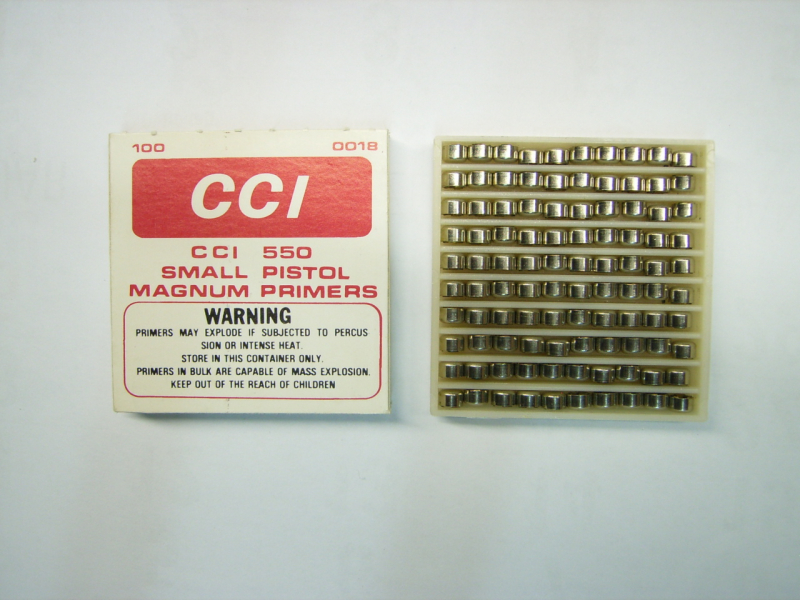 100 0018
CCI
CCI 550
SMALL PISTOL
MAGNUM PRIMERS
WARNING
PRIMERS MAY EXPLODE IF SUBJECTED TO PERCUS
SION OR INTENSE HEAT.
STORE IN THIS CONTAINER ONLY.
PRIMERS IN BULK ARE CAPABLE OF MASS EXPLOSION.
KEEP OUT OF THE REACH OF CHILDREN